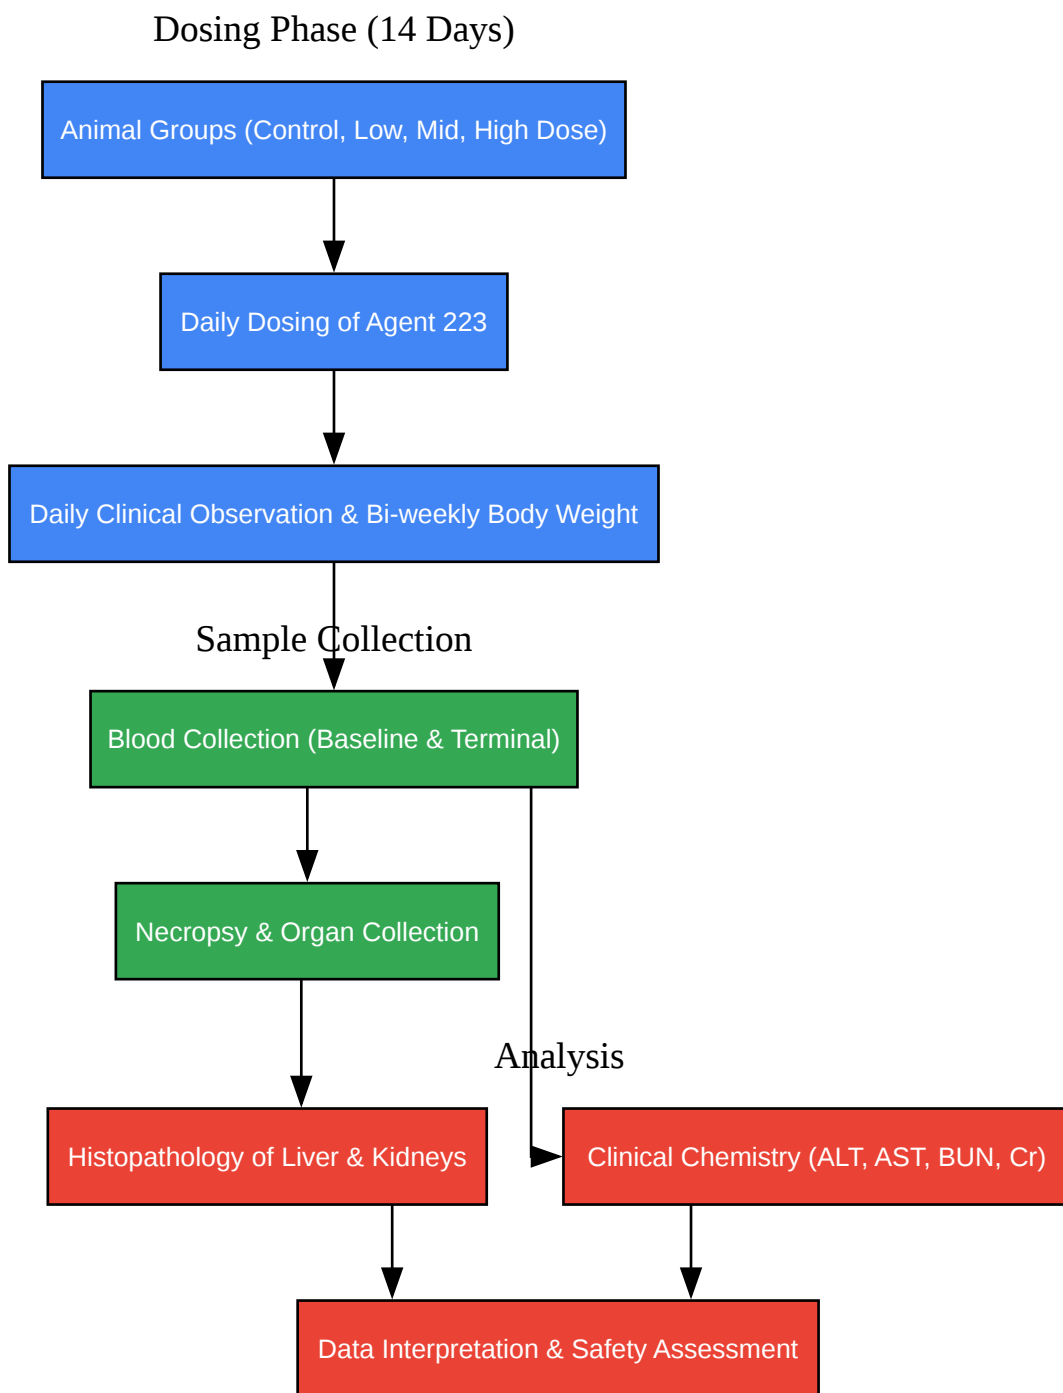 Dosing Phase (14 Days)
Animal Groups (Control, Low, Mid, High Dose)
Daily Dosing of Agent 223
Daily Clinical Observation & Bi-weekly Body Weight
Sample Collection
Blood Collection (Baseline & Terminal)
Necropsy & Organ Collection
Analysis
Histopathology of Liver & Kidneys
Clinical Chemistry (ALT, AST, BUN, Cr)
Data Interpretation & Safety Assessment